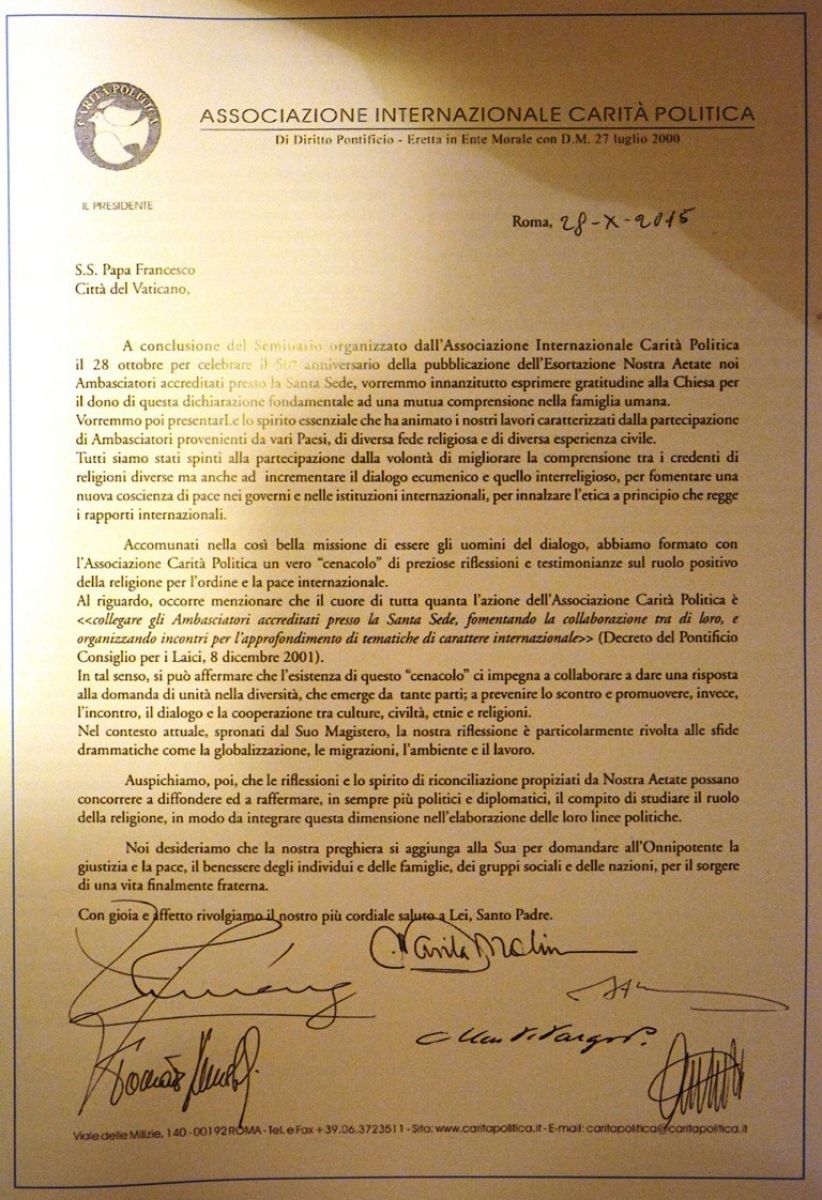 CARITÀ POLITICA
ASSOCIAZIONE INTERNAZIONALE CARITÀ POLITICA
Di Diritto Pontificio - Eretta in Ente Morale con D.M. 27 luglio 2000
IL PRESIDENTE
Roma, 28-X-2015
S.S. Papa Francesco
Città del Vaticano,
A conclusione del Seminario organizzato dall'Associazione Internazionale Carità Politica
il 28 ottobre per celebrare il 50° anniversario della pubblicazione dell'Esortazione Nostra Aetate noi
Ambasciatori accreditati presso la Santa Sede, vorremmo innanzitutto esprimere gratitudine alla Chiesa per
il dono di questa dichiarazione fondamentale ad una mutua comprensione nella famiglia umana.
Vorremmo poi presentarLe lo spirito essenziale che ha animato i nostri lavori caratterizzati dalla partecipazione
di Ambasciatori provenienti da vari Paesi, di diversa fede religiosa e di diversa esperienza civile.
Tutti siamo stati spinti alla partecipazione dalla volontà di migliorare la comprensione tra i credenti di
religioni diverse ma anche ad incrementare il dialogo ecumenico e quello interreligioso, per fomentare una
nuova coscienza di pace nei governi e nelle istituzioni internazionali, per innalzare l'etica a principio che regge
i rapporti internazionali.
Accomunati nella così bella missione di essere gli uomini del dialogo, abbiamo formato con
l'Associazione Carità Politica un vero “cenacolo” di preziose riflessioni e testimonianze sul ruolo positivo
della religione per l'ordine e la pace internazionale.
Al riguardo, occorre menzionare che il cuore di tutta quanta l'azione dell'Associazione Carità Politica è
<<collegare gli Ambasciatori accreditati presso la Santa Sede, fomentando la collaborazione tra di loro, e
organizzando incontri per l'approfondimento di tematiche di carattere internazionale>> (Decreto del Pontificio
Consiglio per i Laici, 8 dicembre 2001).
In tal senso, si può affermare che l'esistenza di questo “cenacolo” ci impegna a collaborare a dare una risposta
alla domanda di unità nella diversità, che emerge da tante parti; a prevenire lo scontro e promuovere, invece,
l'incontro, il dialogo e la cooperazione tra culture, civiltà, etnie e religioni.
Nel contesto attuale, spronati dal Suo Magistero, la nostra riflessione è particolarmente rivolta alle sfide
drammatiche come la globalizzazione, le migrazioni, l'ambiente e il lavoro.
Auspichiamo, poi, che le riflessioni e lo spirito di riconciliazione propiziati da Nostra Aetate possano
concorrere a diffondere ed a raffermare, in sempre più politici e diplomatici, il compito di studiare il ruolo
della religione, in modo da integrare questa dimensione nell'elaborazione delle loro linee politiche.
Noi desideriamo che la nostra preghiera si aggiunga alla Sua per domandare all'Onnipotente la
giustizia e la pace, il benessere degli individui e delle famiglie, dei gruppi sociali e delle nazioni, per il sorgere
di una vita finalmente fraterna.
Con gioia e affetto rivolgiamo il nostro più cordiale saluto a Lei, Santo Padre.
Viale delle Milizie, 140 - 00192 ROMA - Tel. e Fax +39.06.3723511 - Sito: www.caritapolitica.it - E-mail: caritapolitica@caritapolitica.it